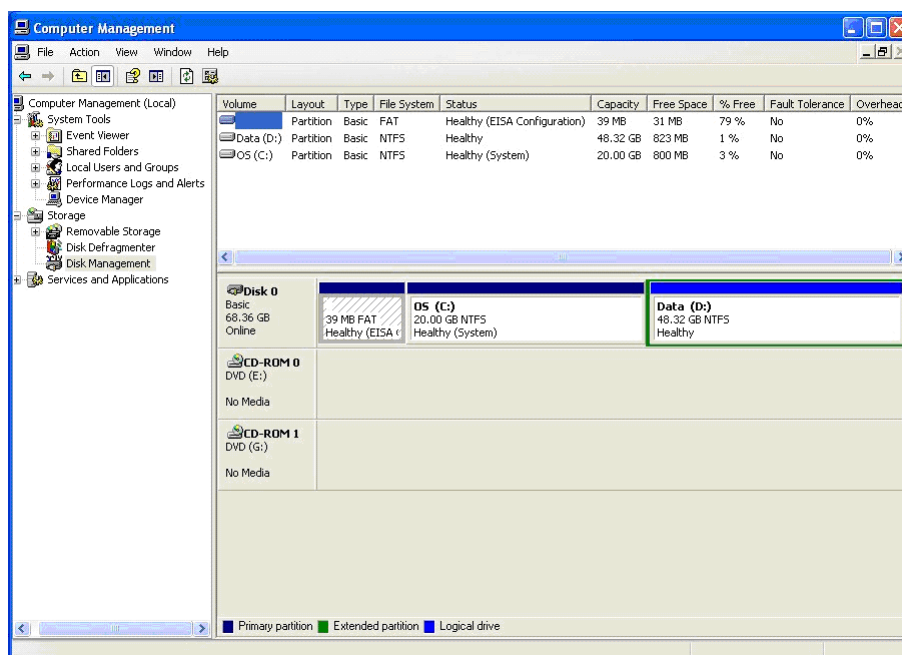 Computer Management
File Action View Window Help
Computer Management (Local)
System Tools
Event Viewer
Shared Folders
Local Users and Groups
Performance Logs and Alerts
Device Manager
Storage
Removable Storage
Disk Defragmenter
Disk Management
Services and Applications
Volume Layout Type File System Status Capacity Free Space % Free Fault Tolerance Overhead
Partition Basic FAT Healthy (EISA Configuration) 39 MB 31 MB 79 % No 0%
Data (D:) Partition Basic NTFS Healthy 48.32 GB 823 MB 1 % No 0%
OS (C:) Partition Basic NTFS Healthy (System) 20.00 GB 800 MB 3 % No 0%
Disk 0
Basic
68.36 GB
Online
39 MB FAT
Healthy (EISA
OS (C:)
20.00 GB NTFS
Healthy (System)
Data (D:)
48.32 GB NTFS
Healthy
CD-ROM 0
DVD (E:)
No Media
CD-ROM 1
DVD (G:)
No Media
Primary partition Extended partition Logical drive